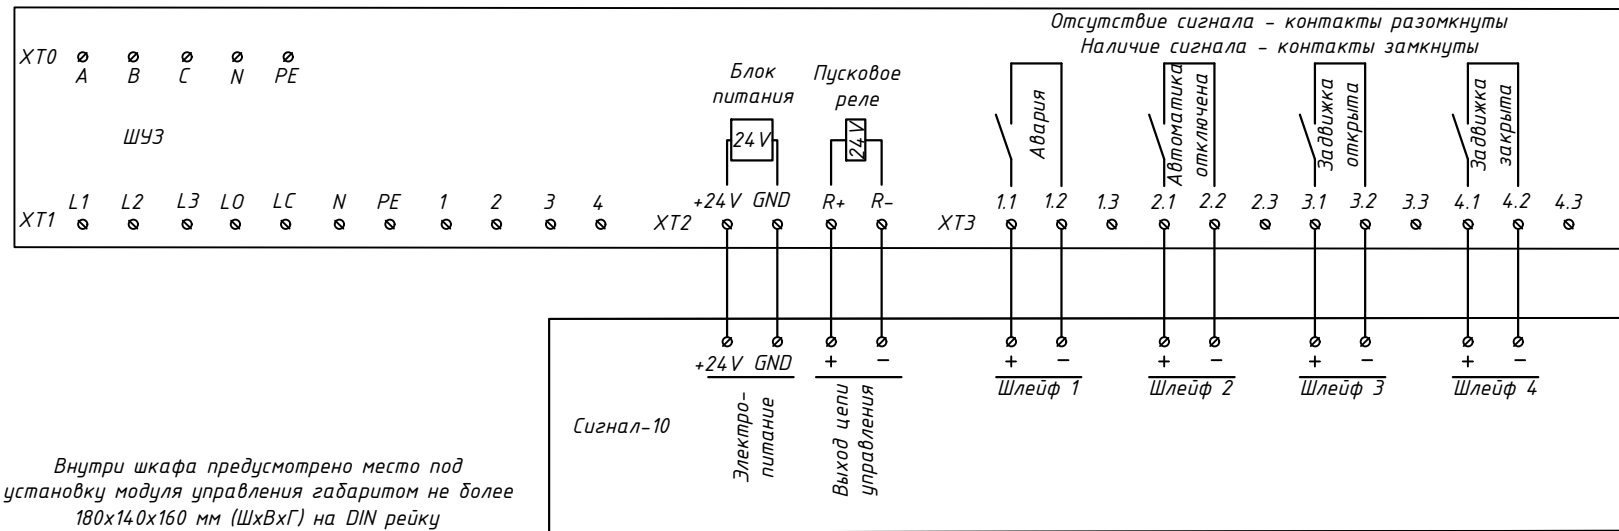 Отсутствие сигнала - контакты разомкнуты
Наличие сигнала - контакты замкнуты
XT0
A B C N PE
ШУЗ
Блок
питания
24V
Пусковое
реле
24V
Авария
Автоматика
отключена
Задвижка
открыта
Задвижка
закрыта
XT1 L1 L2 L3 LO LC N PE 1 2 3 4
XT2 +24V GND R+ R-
XT3 1.1 1.2 1.3 2.1 2.2 2.3 3.1 3.2 3.3 4.1 4.2 4.3
+24V GND + - + - + - + - + -
Электро-
питание
Выход цепи
управления
Шлейф 1 Шлейф 2 Шлейф 3 Шлейф 4
Сигнал-10
Внутри шкафа предусмотрено место под
установку модуля управления габаритом не более
180x140x160 мм (ШxВxГ) на DIN рейку